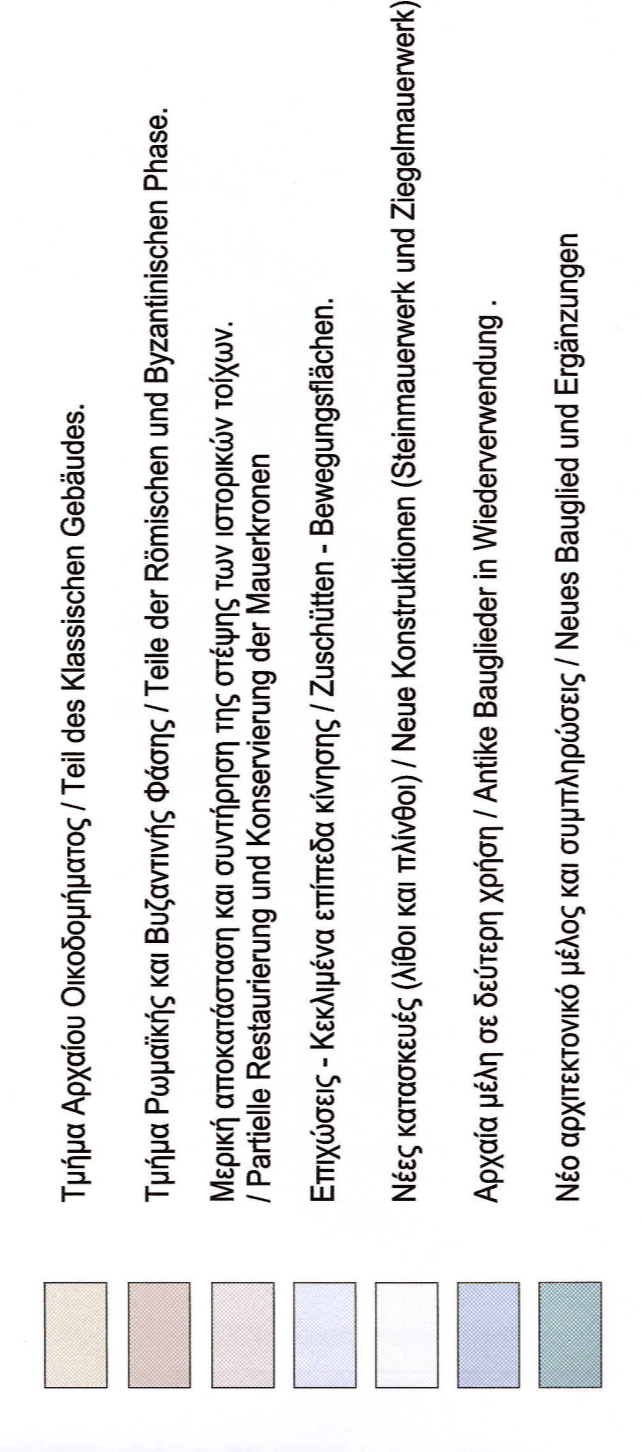 Τμήμα Αρχαίου Οικοδομήματος / Teil des Klassischen Gebäudes.
Τμήμα Ρωμαϊκής και Βυζαντινής Φάσης / Teile der Römischen und Byzantinischen Phase.
Μερική αποκατάσταση και συντήρηση της στέψης των ιστορικών τοίχων.
/ Partielle Restaurierung und Konservierung der Mauerkronen
Επιχώσεις - Κεκλιμένα επίπεδα κίνησης / Zuschütten - Bewegungsflächen.
Νέες κατασκευές (λίθοι και πλίνθοι) / Neue Konstruktionen (Steinmauerwerk und Ziegelmauerwerk)
Αρχαία μέλη σε δεύτερη χρήση / Antike Bauglieder in Wiederverwendung .
Νέο αρχιτεκτονικό μέλος και συμπληρώσεις / Neues Bauglied und Ergänzungen